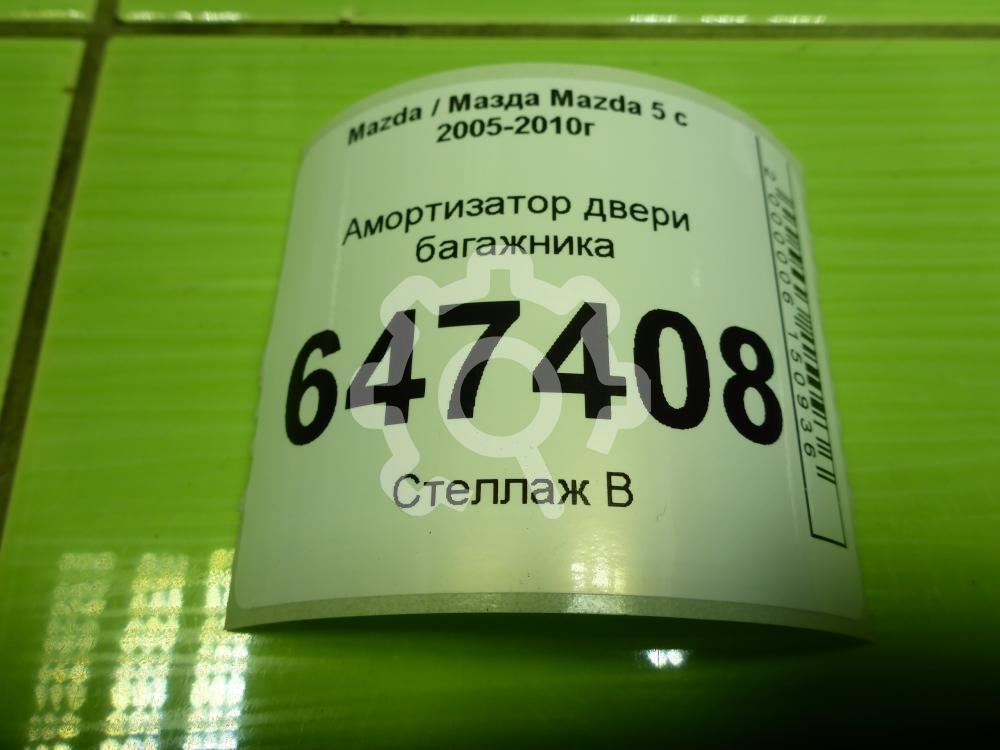 Mazda / Мазда Mazda 5 с
2005-2010г
Амортизатор двери
багажника
647408
Стеллаж В
2000006150936